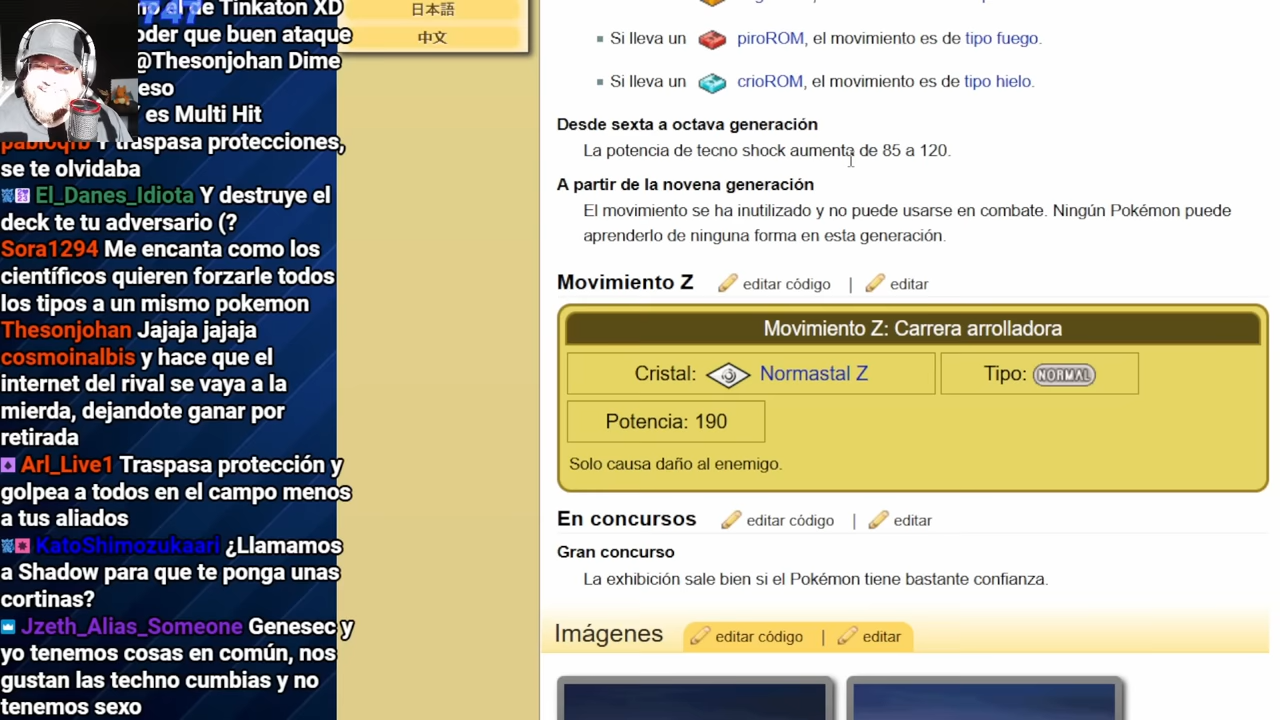 no el de Tinkaton XD
747
oder que buen ataque
@Thesonjohan Dime
eso
es Multi Hit
pabloqfb Y traspasa protecciones,
se te olvidaba
El_Danes_Idiota Y destruye el
deck te tu adversario (?
Sora1294 Me encanta como los
científicos quieren forzarle todos
los tipos a un mismo pokemon
Thesonjohan Jajaja jajaja
cosmoinalbis y hace que el
internet del rival se vaya a la
mierda, dejandote ganar por
retirada
Arl_Live1 Traspasa protección y
golpea a todos en el campo menos
a tus aliados
KatoShimozukaari ¿Llamamos
a Shadow para que te ponga unas
cortinas?
Jzeth_Alias_Someone Genesec y
yo tenemos cosas en común, nos
gustan las techno cumbias y no
tenemos sexo
日本語
中文
Si lleva un piroROM, el movimiento es de tipo fuego.
Si lleva un crioROM, el movimiento es de tipo hielo.
Desde sexta a octava generación
La potencia de tecno shock aumenta de 85 a 120.
A partir de la novena generación
El movimiento se ha inutilizado y no puede usarse en combate. Ningún Pokémon puede
aprenderlo de ninguna forma en esta generación.
Movimiento Z editar código | editar
Movimiento Z: Carrera arrolladora
Cristal: Normastal Z Tipo: NORMAL
Potencia: 190
Solo causa daño al enemigo.
En concursos editar código | editar
Gran concurso
La exhibición sale bien si el Pokémon tiene bastante confianza.
Imágenes editar código | editar